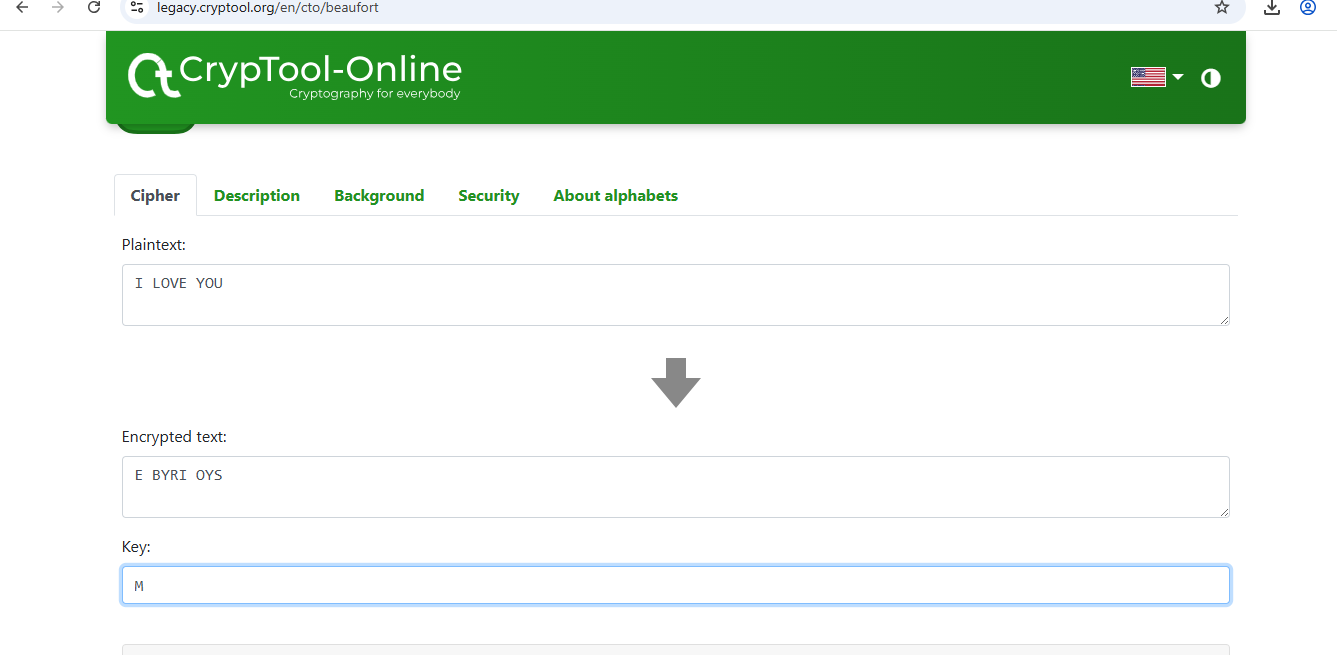 legacy.cryptool.org/en/cto/beaufort
CrypTool-Online
Cryptography for everybody
Cipher Description Background Security About alphabets
Plaintext:
I LOVE YOU
Encrypted text:
E BYRI OYS
Key:
M